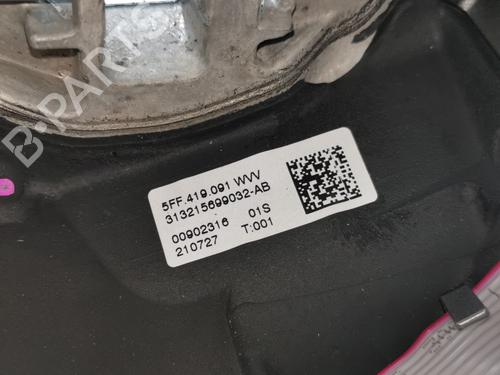 B-PARTS
5FF.419.091 WVV
313215699032-AB
00902316 01S
210727 T:001